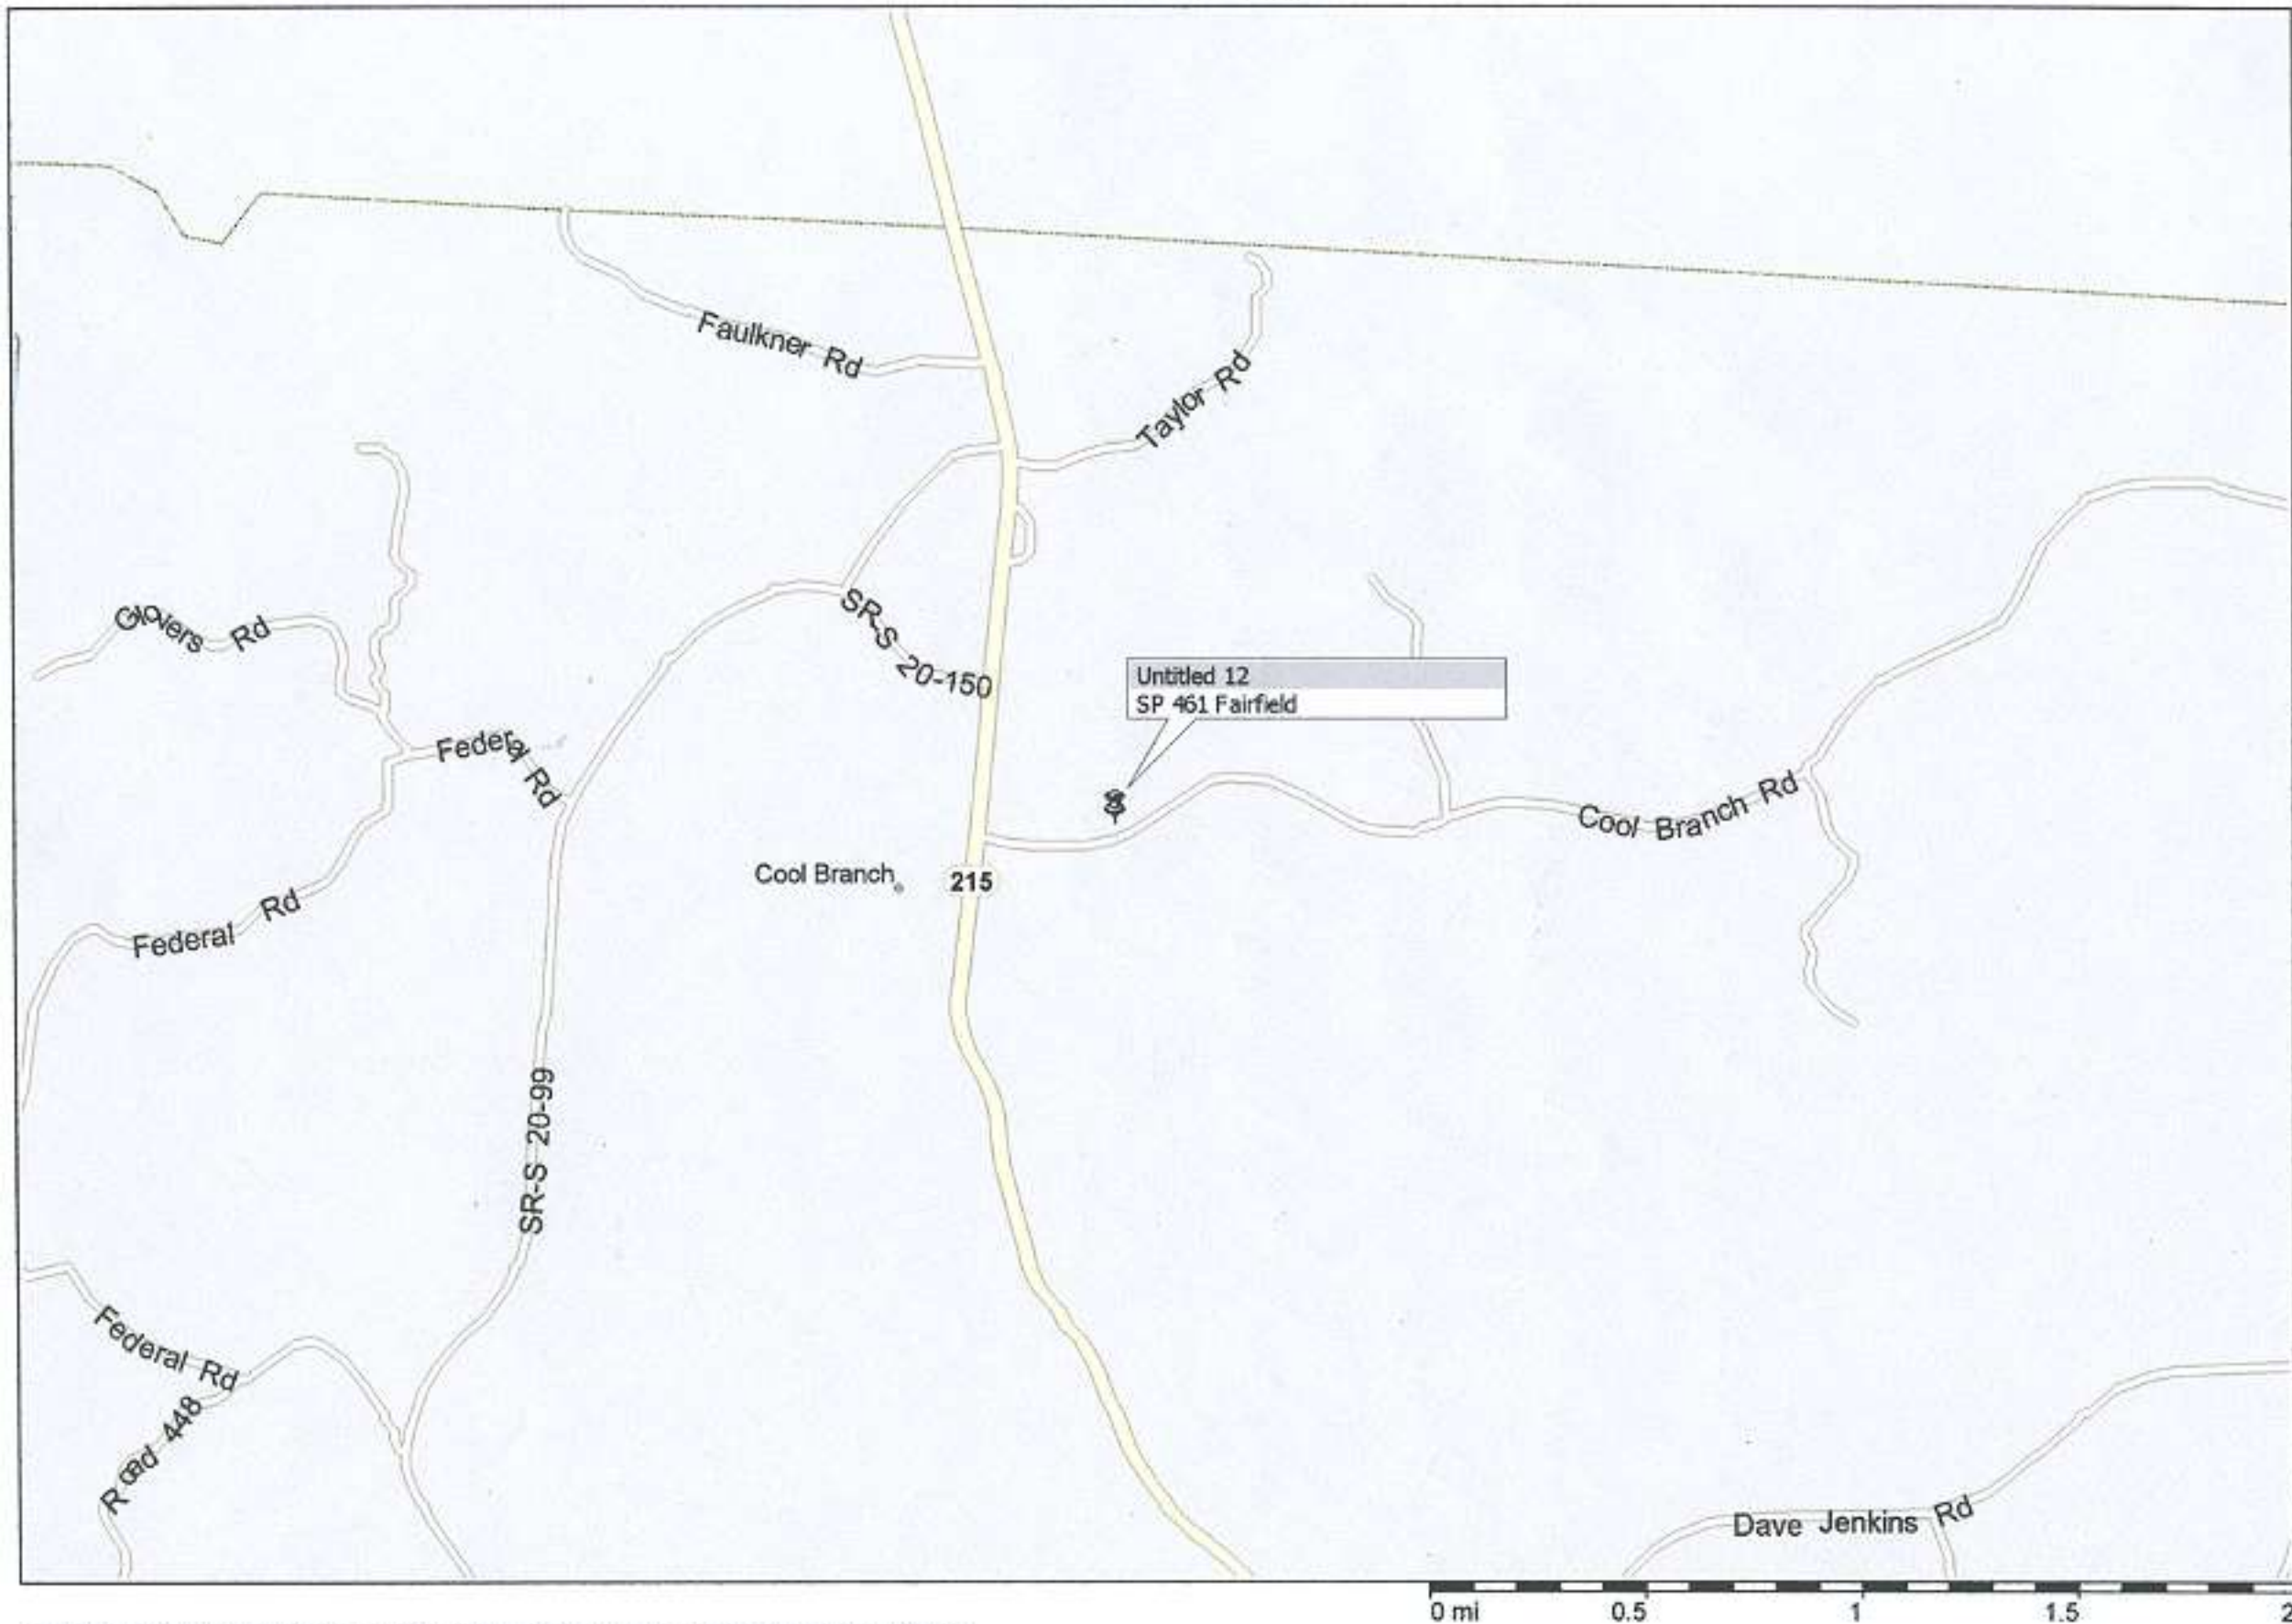 Faulkner Rd
Taylor Rd
Glovers Rd
SR-S 20-150
Untitled 12
SP 461 Fairfield
Federal Rd
Cool Branch Rd
Cool Branch
215
Federal Rd
SR-S 20-99
Federal Rd
Road 448
Dave Jenkins Rd
0 mi 0.5 1 1.5 2